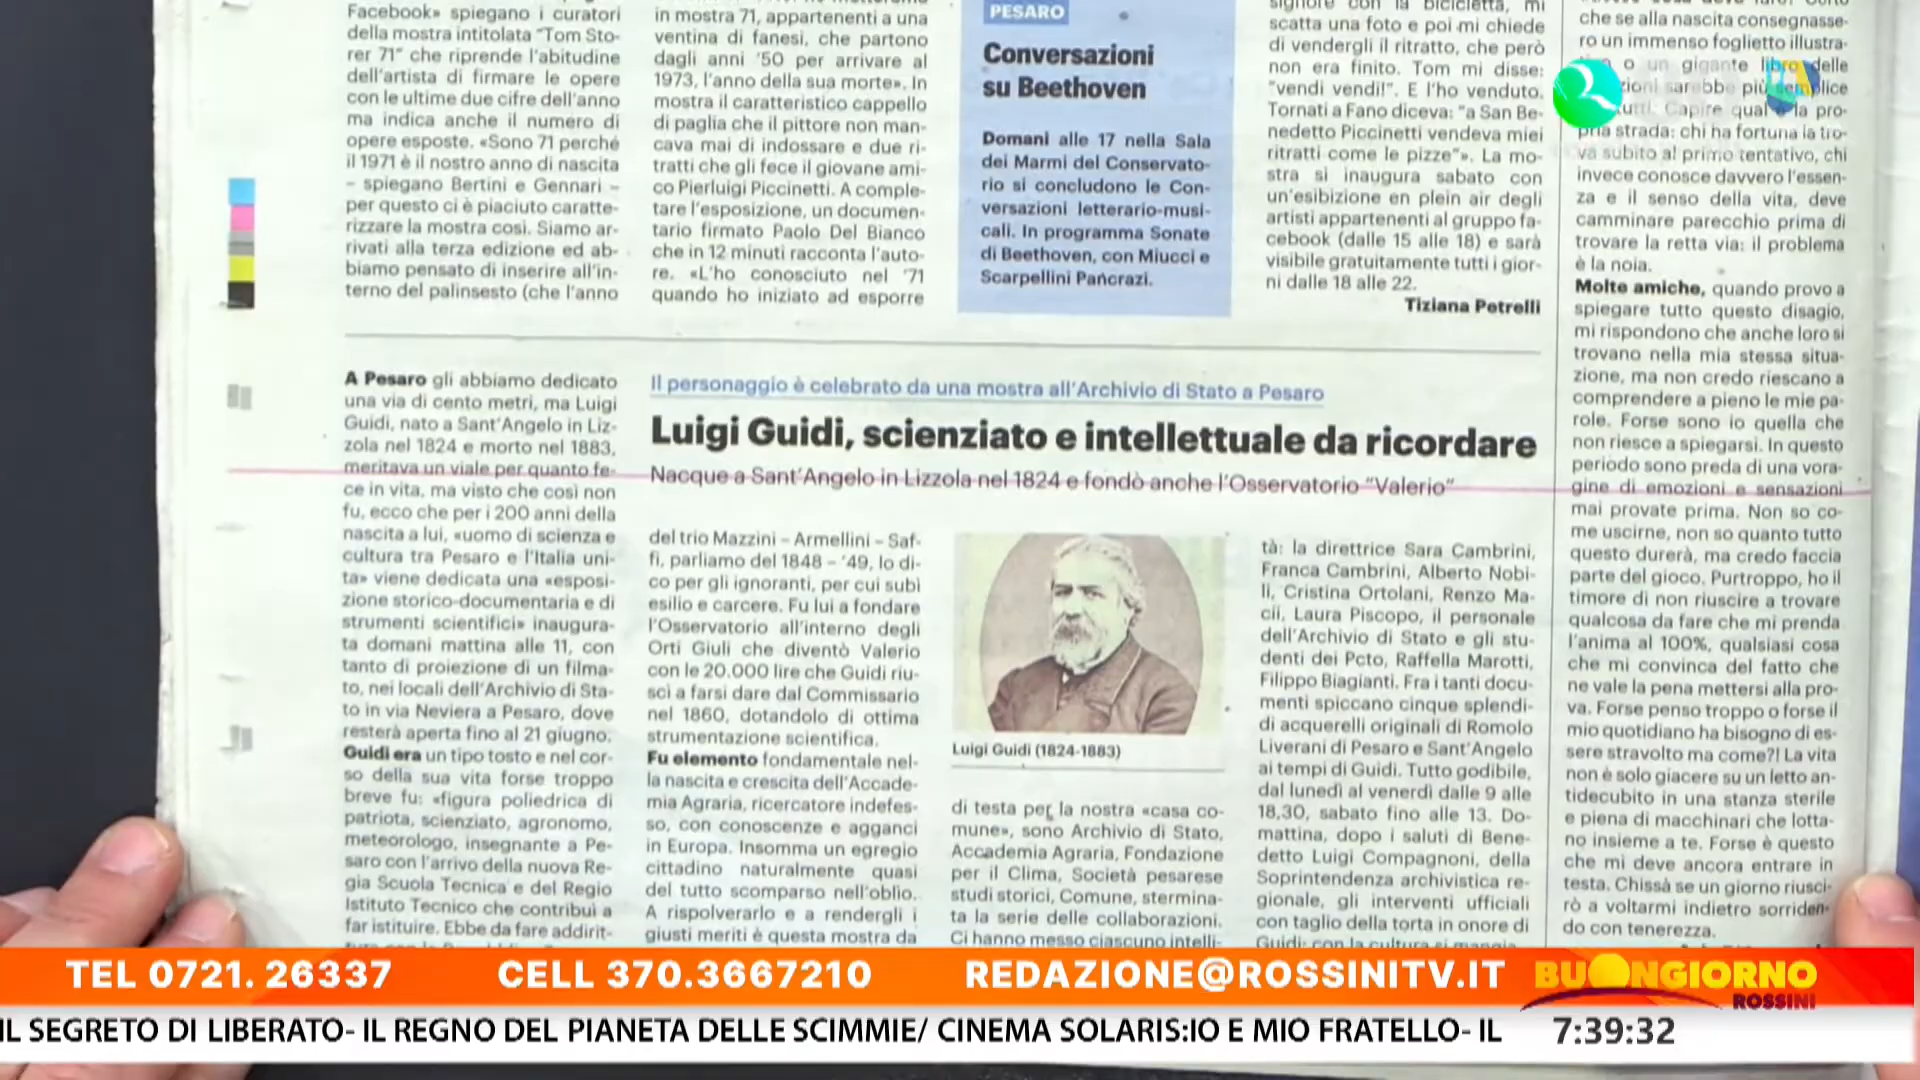 Facebook» spiegano i curatori
della mostra intitolata "Tom Sto-
rer 71" che riprende l'abitudine
dell'artista di firmare le opere
con le ultime due cifre dell'anno
ma indica anche il numero di
opere esposte. «Sono 71 perché
il 1971 è il nostro anno di nascita
– spiegano Bertini e Gennari –
per questo ci è piaciuto caratte-
rizzare la mostra così. Siamo ar-
rivati alla terza edizione ed ab-
biamo pensato di inserire all'in-
terno del palinsesto (che l'anno
in mostra 71, appartenenti a una
ventina di fanesi, che partono
dagli anni '50 per arrivare al
1973, l'anno della sua morte». In
mostra il caratteristico cappello
di paglia che il pittore non man-
cava mai di indossare e due ri-
tratti che gli fece il giovane ami-
co Pierluigi Piccinetti. A comple-
tare l'esposizione, un documen-
tario firmato Paolo Del Bianco
che in 12 minuti racconta l'auto-
re. «L'ho conosciuto nel '71
quando ho iniziato ad esporre
PESARO
Conversazioni
su Beethoven
Domani alle 17 nella Sala
dei Marmi del Conservato-
rio si concludono le Con-
versazioni letterario-musi-
cali. In programma Sonate
di Beethoven, con Miucci e
Scarpellini Pancrazi.
signore con la bicicletta, mi
scatta una foto e poi mi chiede
di vendergli il ritratto, che però
non era finito. Tom mi disse:
"vendi vendi!". E l'ho venduto.
Tornati a Fano diceva: "a San Be-
nedetto Piccinetti vendeva miei
ritratti come le pizze"». La mo-
stra si inaugura sabato con
un'esibizione en plein air degli
artisti appartenenti al gruppo fa-
cebook (dalle 15 alle 18) e sarà
visibile gratuitamente tutti i gior-
ni dalle 18 alle 22.
Tiziana Petrelli
che se alla nascita consegnasse-
ro un immenso foglietto illustra-
o un gigante libro delle
sarebbe più semplice
Capire qual è la pro-
pria strada: chi ha fortuna la tro-
va subito al primo tentativo, chi
invece conosce davvero l'essen-
za e il senso della vita, deve
camminare parecchio prima di
trovare la retta via: il problema
è la noia.
Molte amiche, quando provo a
spiegare tutto questo disagio,
mi rispondono che anche loro si
trovano nella mia stessa situa-
zione, ma non credo riescano a
comprendere a pieno le mie pa-
role. Forse sono io quella che
non riesce a spiegarsi. In questo
periodo sono preda di una vora-
gine di emozioni e sensazioni
mai provate prima. Non so co-
me uscirne, non so quanto tutto
questo durerà, ma credo faccia
parte del gioco. Purtroppo, ho il
timore di non riuscire a trovare
qualcosa da fare che mi prenda
l'anima al 100%, qualsiasi cosa
che mi convinca del fatto che
ne vale la pena mettersi alla pro-
va. Forse penso troppo o forse il
mio quotidiano ha bisogno di es-
sere stravolto ma come?! La vita
non è solo giacere su un letto an-
tidecubito in una stanza sterile
e piena di macchinari che lotta-
no insieme a te. Forse è questo
che mi deve ancora entrare in
testa. Chissà se un giorno riusci-
rò a voltarmi indietro sorriden-
do con tenerezza.
Il personaggio è celebrato da una mostra all'Archivio di Stato a Pesaro
Luigi Guidi, scienziato e intellettuale da ricordare
Nacque a Sant'Angelo in Lizzola nel 1824 e fondò anche l'Osservatorio "Valerio"
A Pesaro gli abbiamo dedicato
una via di cento metri, ma Luigi
Guidi, nato a Sant'Angelo in Liz-
zola nel 1824 e morto nel 1883,
meritava un viale per quanto fe-
ce in vita, ma visto che così non
fu, ecco che per i 200 anni della
nascita a lui, «uomo di scienza e
cultura tra Pesaro e l'Italia uni-
ta» viene dedicata una «esposi-
zione storico-documentaria e di
strumenti scientifici» inaugura-
ta domani mattina alle 11, con
tanto di proiezione di un filma-
to, nei locali dell'Archivio di Sta-
to in via Neviera a Pesaro, dove
resterà aperta fino al 21 giugno.
Guidi era un tipo tosto e nel cor-
so della sua vita forse troppo
breve fu: «figura poliedrica di
patriota, scienziato, agronomo,
meteorologo, insegnante a Pe-
saro con l'arrivo della nuova Re-
gia Scuola Tecnica e del Regio
Istituto Tecnico che contribuì a
far istituire. Ebbe da fare addirit-
del trio Mazzini – Armellini – Saf-
fi, parliamo del 1848 – '49, lo di-
co per gli ignoranti, per cui subì
esilio e carcere. Fu lui a fondare
l'Osservatorio all'interno degli
Orti Giuli che diventò Valerio
con le 20.000 lire che Guidi riu-
scì a farsi dare dal Commissario
nel 1860, dotandolo di ottima
strumentazione scientifica.
Fu elemento fondamentale nel-
la nascita e crescita dell'Accade-
mia Agraria, ricercatore indefes-
so, con conoscenze e agganci
in Europa. Insomma un egregio
cittadino naturalmente quasi
del tutto scomparso nell'oblio.
A rispolverarlo e a rendergli i
giusti meriti è questa mostra da
Luigi Guidi (1824-1883)
di testa per la nostra «casa co-
mune», sono Archivio di Stato,
Accademia Agraria, Fondazione
per il Clima, Società pesarese
studi storici, Comune, stermina-
ta la serie delle collaborazioni.
Ci hanno messo ciascuno intelli-
tà: la direttrice Sara Cambrini,
Franca Cambrini, Alberto Nobi-
li, Cristina Ortolani, Renzo Ma-
cii, Laura Piscopo, il personale
dell'Archivio di Stato e gli stu-
denti dei Pcto, Raffella Marotti,
Filippo Biagianti. Fra i tanti docu-
menti spiccano cinque splendi-
di acquerelli originali di Romolo
Liverani di Pesaro e Sant'Angelo
ai tempi di Guidi. Tutto godibile,
dal lunedì al venerdì dalle 9 alle
18,30, sabato fino alle 13. Do-
mattina, dopo i saluti di Bene-
detto Luigi Compagnoni, della
Soprintendenza archivistica re-
gionale, gli interventi ufficiali
con taglio della torta in onore di
Guidi: con la cultura si mangia
TEL 0721. 26337 CELL 370.3667210 REDAZIONE@ROSSINITV.IT BUONGIORNO
ROSSINI
IL SEGRETO DI LIBERATO- IL REGNO DEL PIANETA DELLE SCIMMIE/ CINEMA SOLARIS:IO E MIO FRATELLO- IL 7:39:32